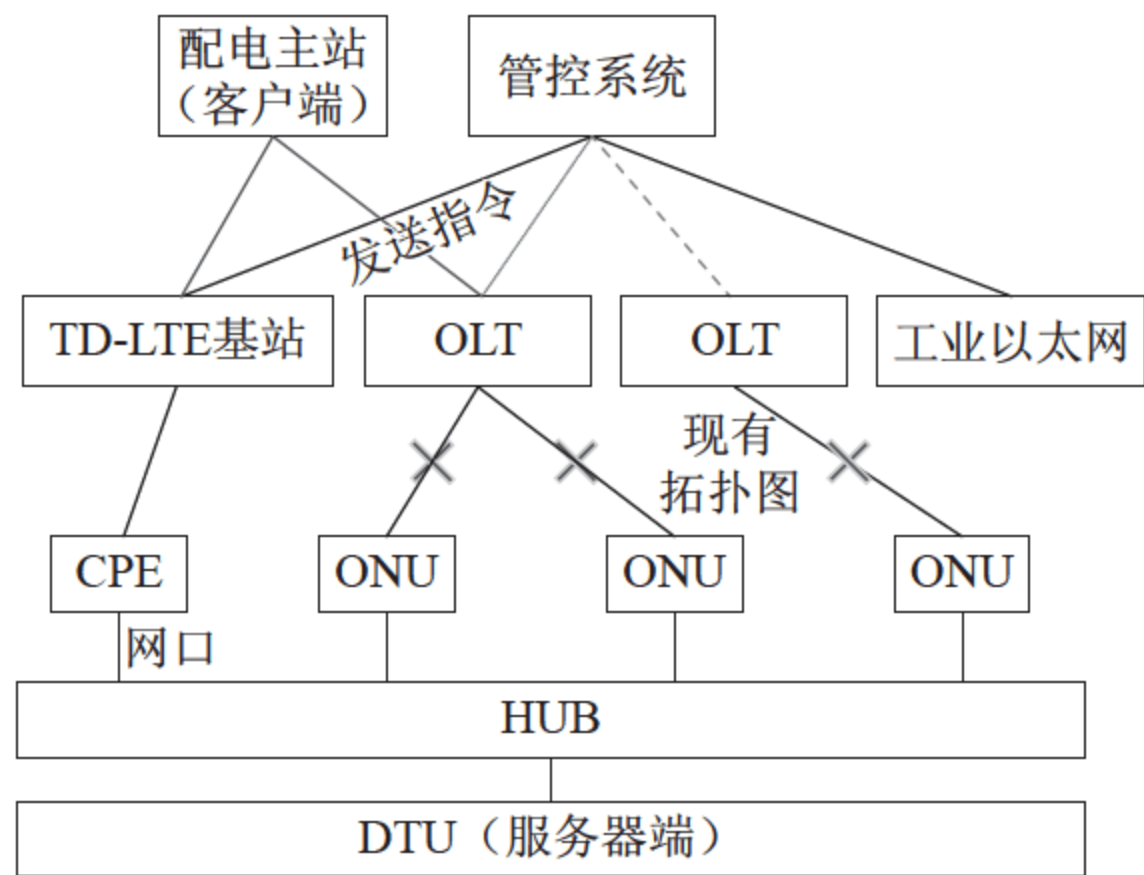 配电主站
（客户端）
管控系统
发送指令
TD-LTE基站
OLT
OLT
工业以太网
现有
拓扑图
CPE
ONU
ONU
ONU
网口
HUB
DTU（服务器端）